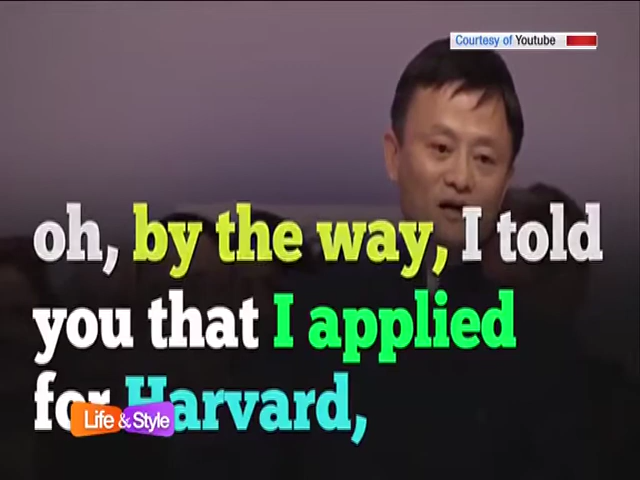 Courtesy of Youtube
oh, by the way, I told
you that I applied
for Harvard,
Life & Style